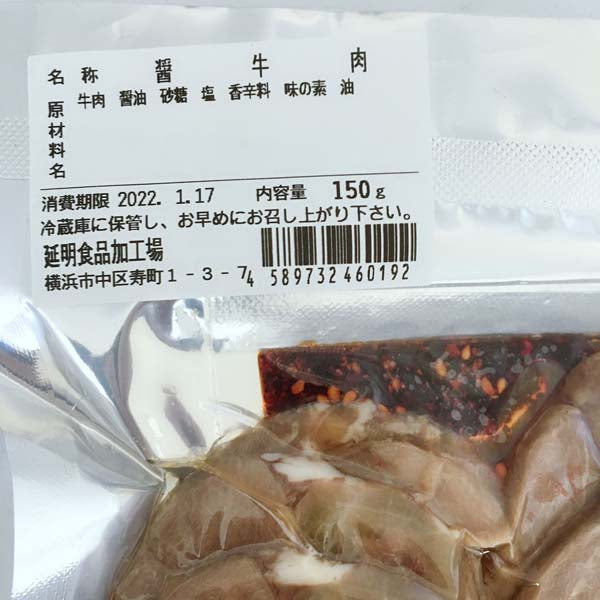 名称 醤牛肉
原材料名 牛肉 醤油 砂糖 塩 香辛料 味の素 油
消費期限 2022. 1.17 内容量 150g
冷蔵庫に保管し、お早めにお召し上がり下さい。
延明食品加工場
横浜市中区寿町1-3-7
4 589732 460192